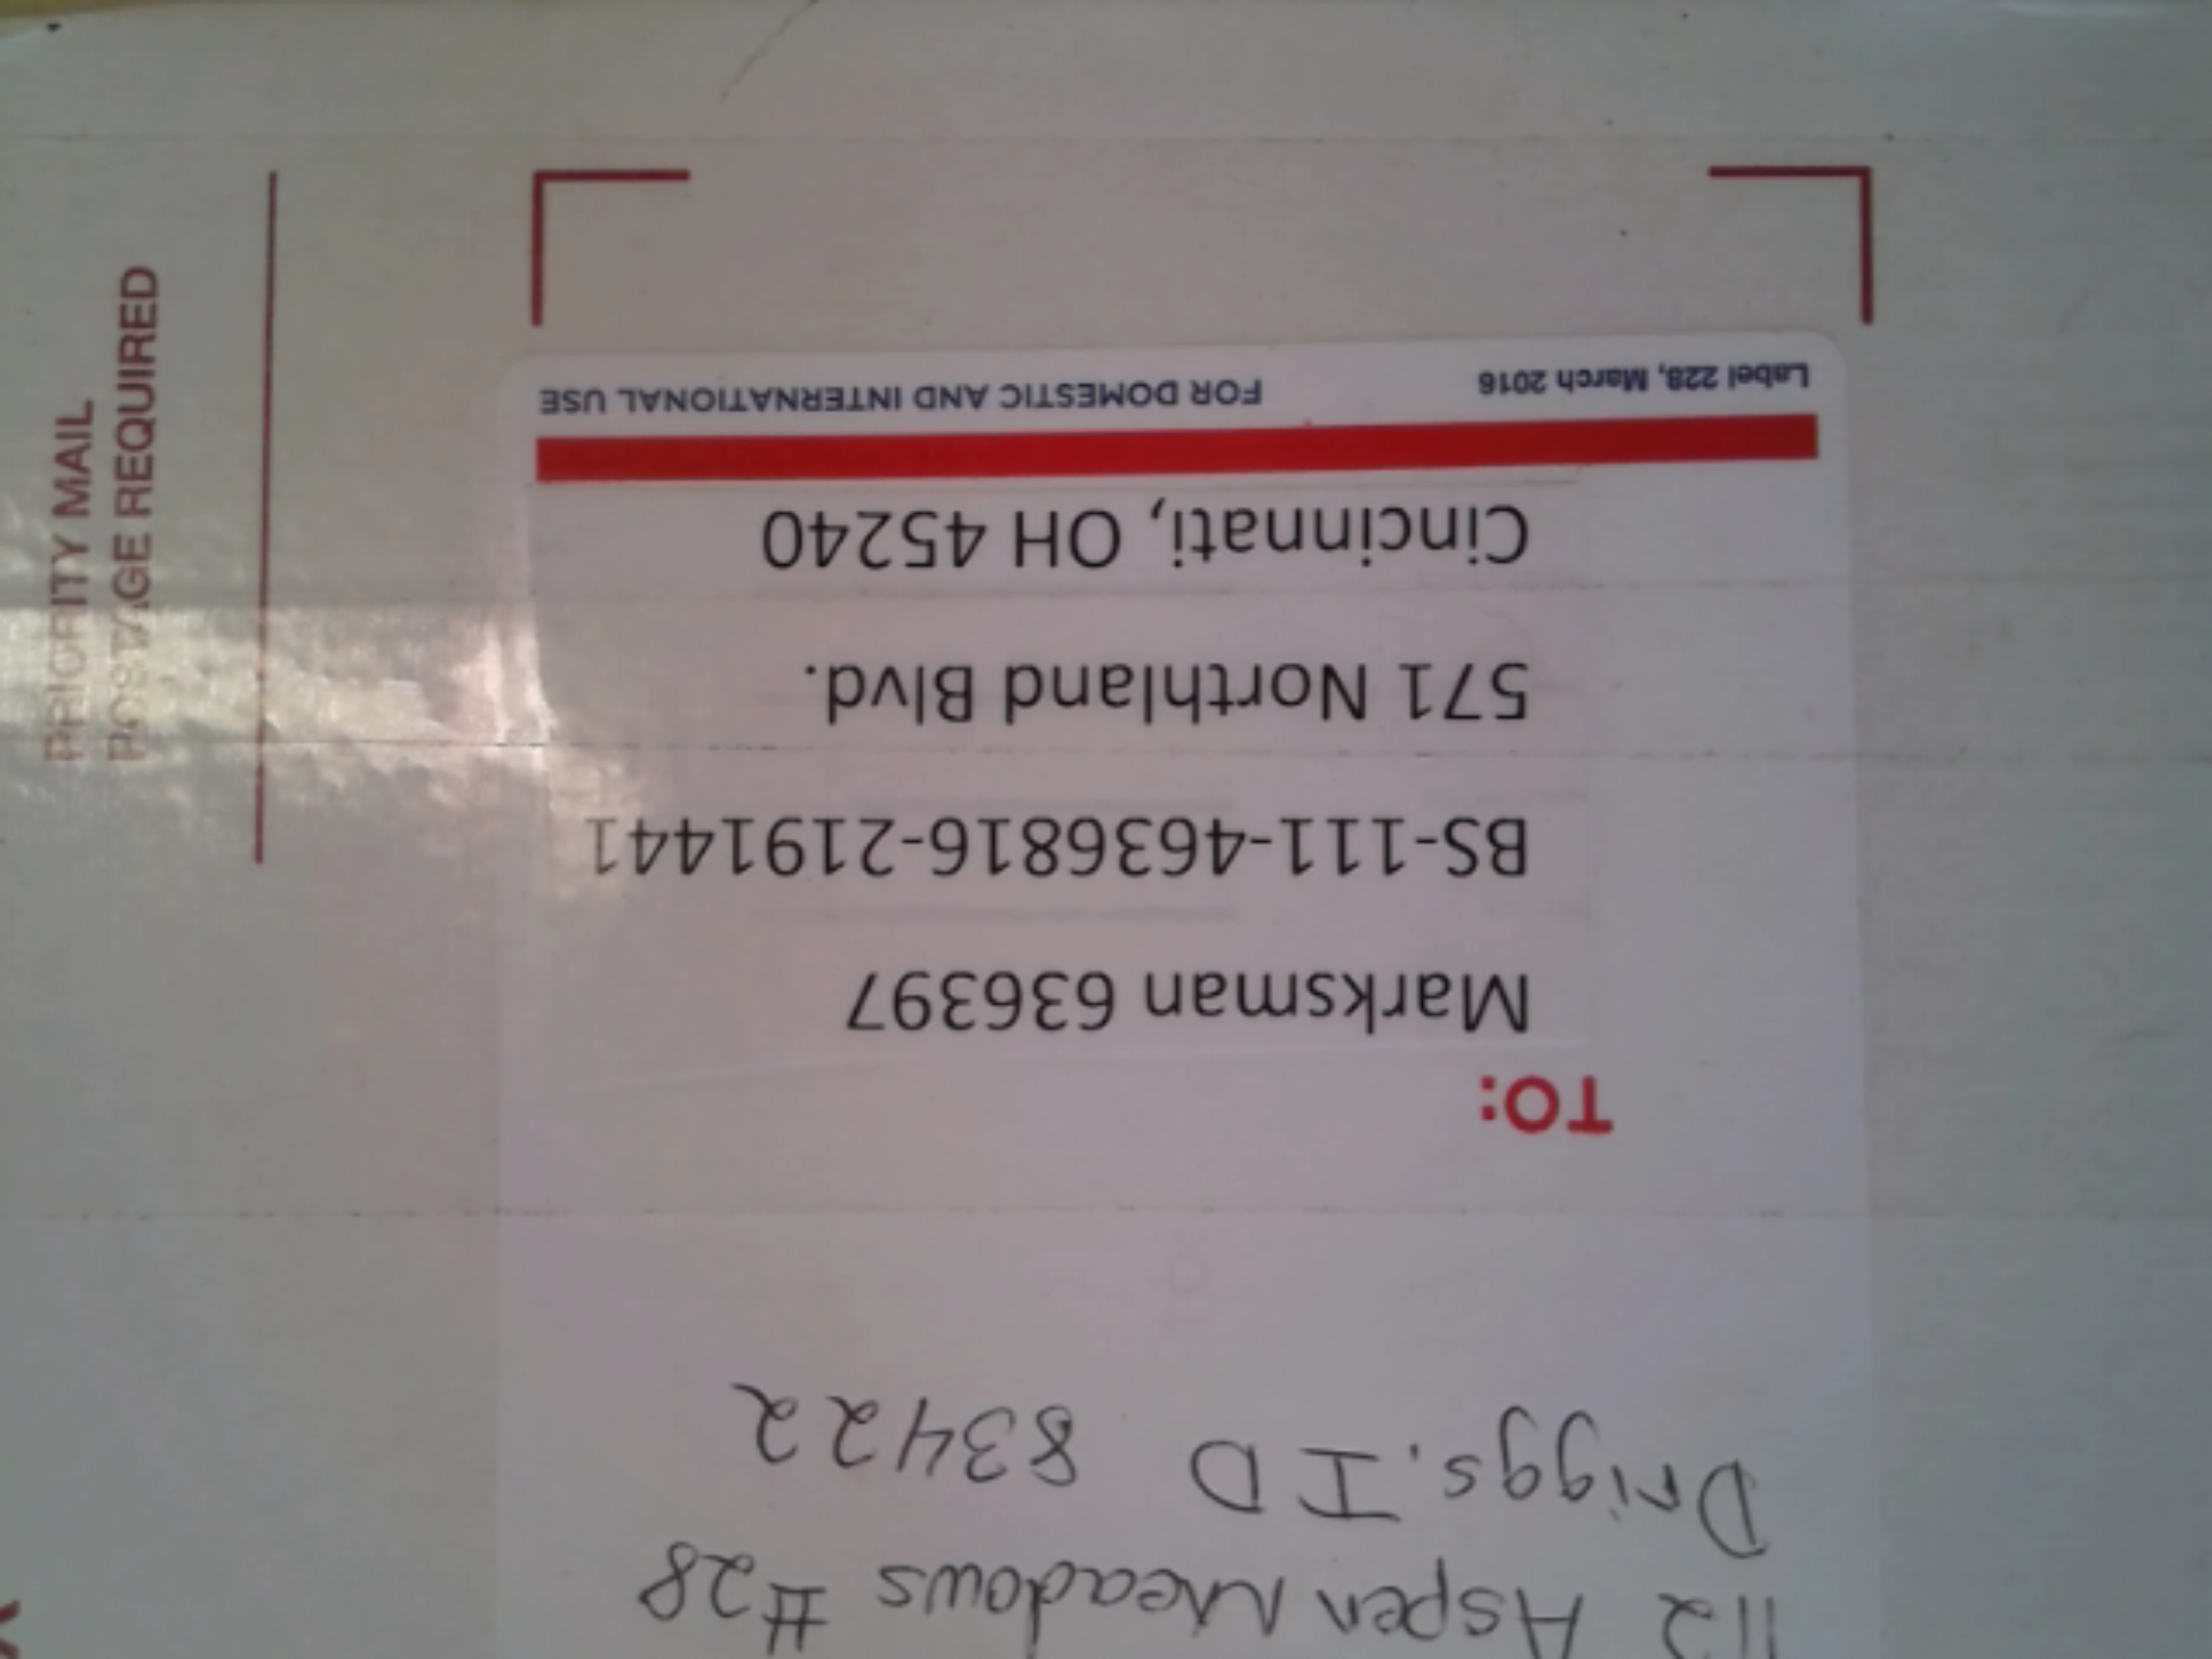 112 Aspen Meadows #28
Driggs, ID 83422
TO:
Marksman 636397
BS-111-4636816-2191441
571 Northland Blvd.
Cincinnati, OH 45240
Label 228, March 2016
FOR DOMESTIC AND INTERNATIONAL USE
PRIORITY MAIL
POSTAGE REQUIRED